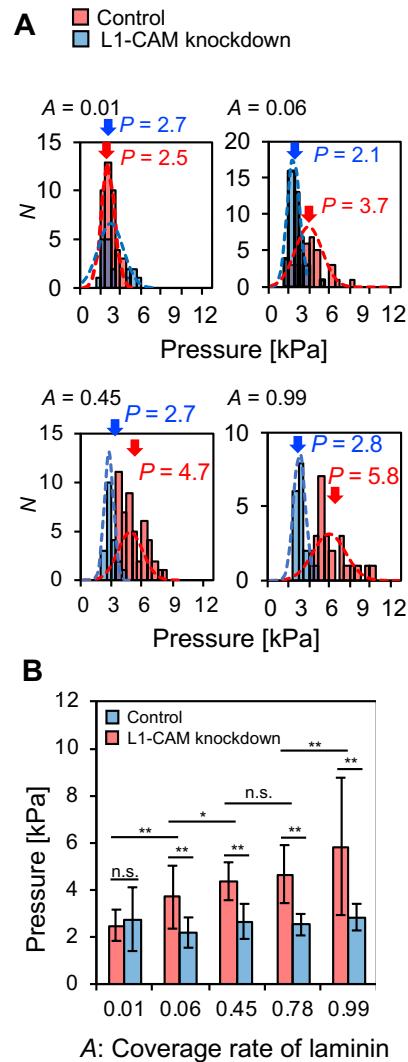 A
Control
L1-CAM knockdown
A = 0.01
P = 2.7
P = 2.5
15
10
5
0
N
0 3 6 9 12
Pressure [kPa]
A = 0.06
P = 2.1
P = 3.7
20
15
10
5
0
0 3 6 9 12
Pressure [kPa]
A = 0.45
P = 2.7
P = 4.7
15
10
5
0
N
0 3 6 9 12
A = 0.99
P = 2.8
P = 5.8
10
5
0
0 3 6 9 12
Pressure [kPa]
B
Control
L1-CAM knockdown
12
10
8
6
4
2
0
Pressure [kPa]
n.s.
**
**
*
**
n.s.
**
**
**
0.01 0.06 0.45 0.78 0.99
A: Coverage rate of laminin